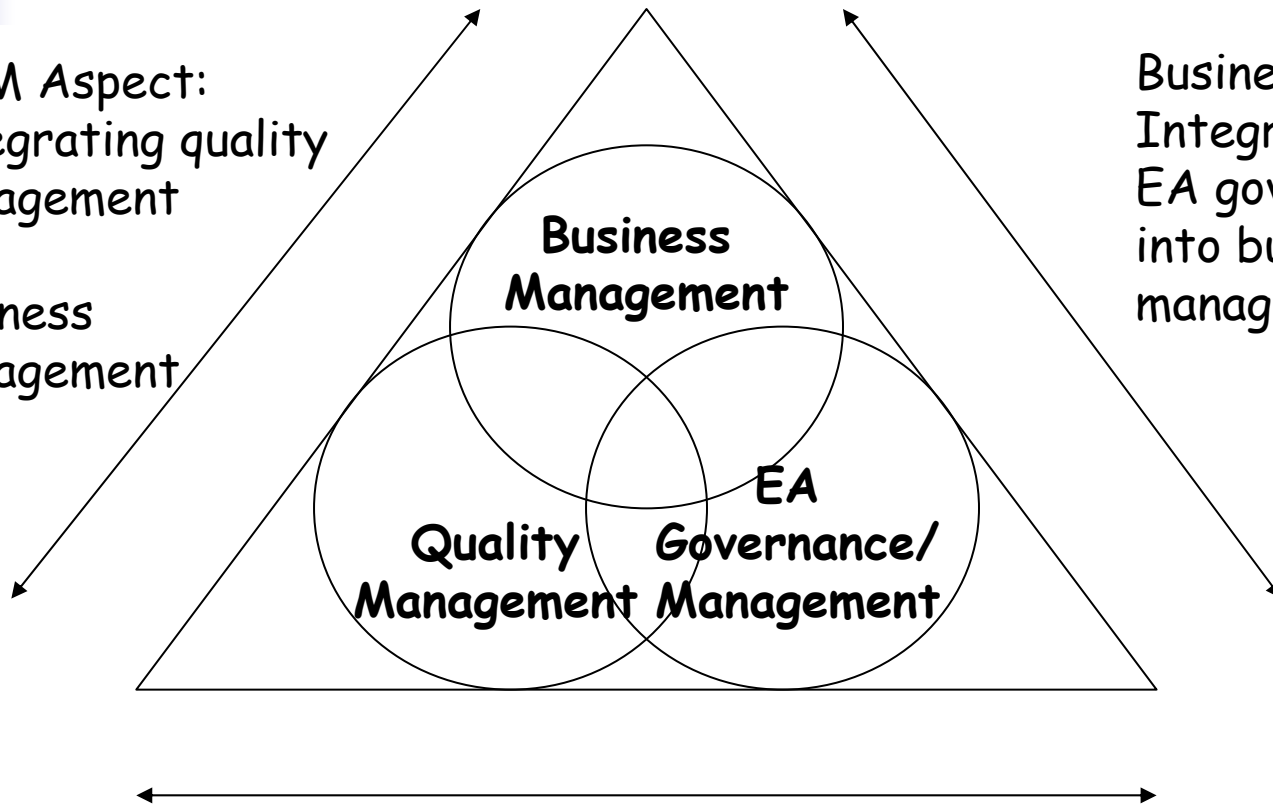 M Aspect:
egrating quality
agement
ness
agement
Busine
Integr
EA gov
into bu
manag
Business
Management
Quality
Management
EA
Governance/
Management